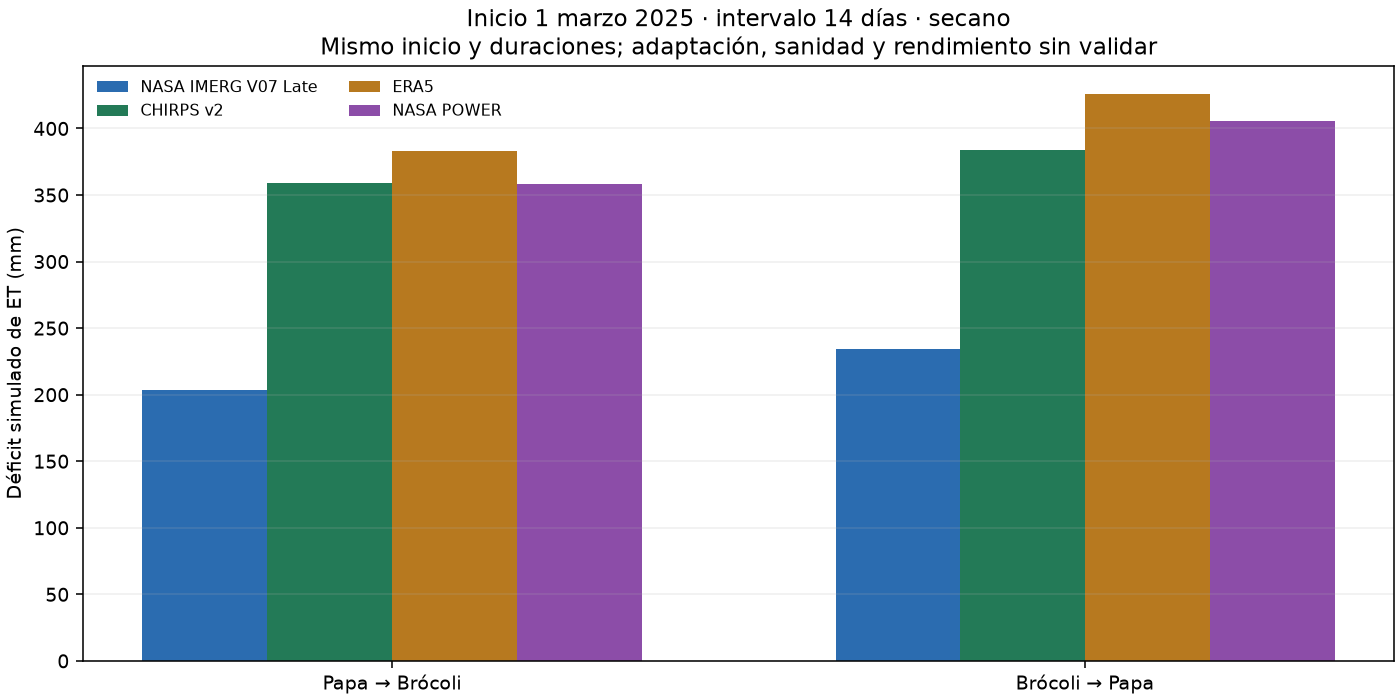 Inicio 1 marzo 2025 · intervalo 14 días · secano
Mismo inicio y duraciones; adaptación, sanidad y rendimiento sin validar
NASA IMERG V07 Late
CHIRPS v2
ERA5
NASA POWER
Déficit simulado de ET (mm)
400
350
300
250
200
150
100
50
0
Papa → Brócoli
Brócoli → Papa